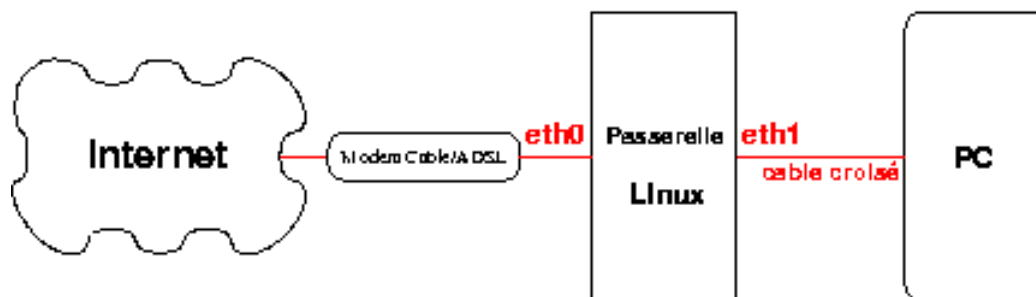 Internet
Modem Cable/ADSL
eth0
Passerelle
Linux
eth1
cable croisé
PC